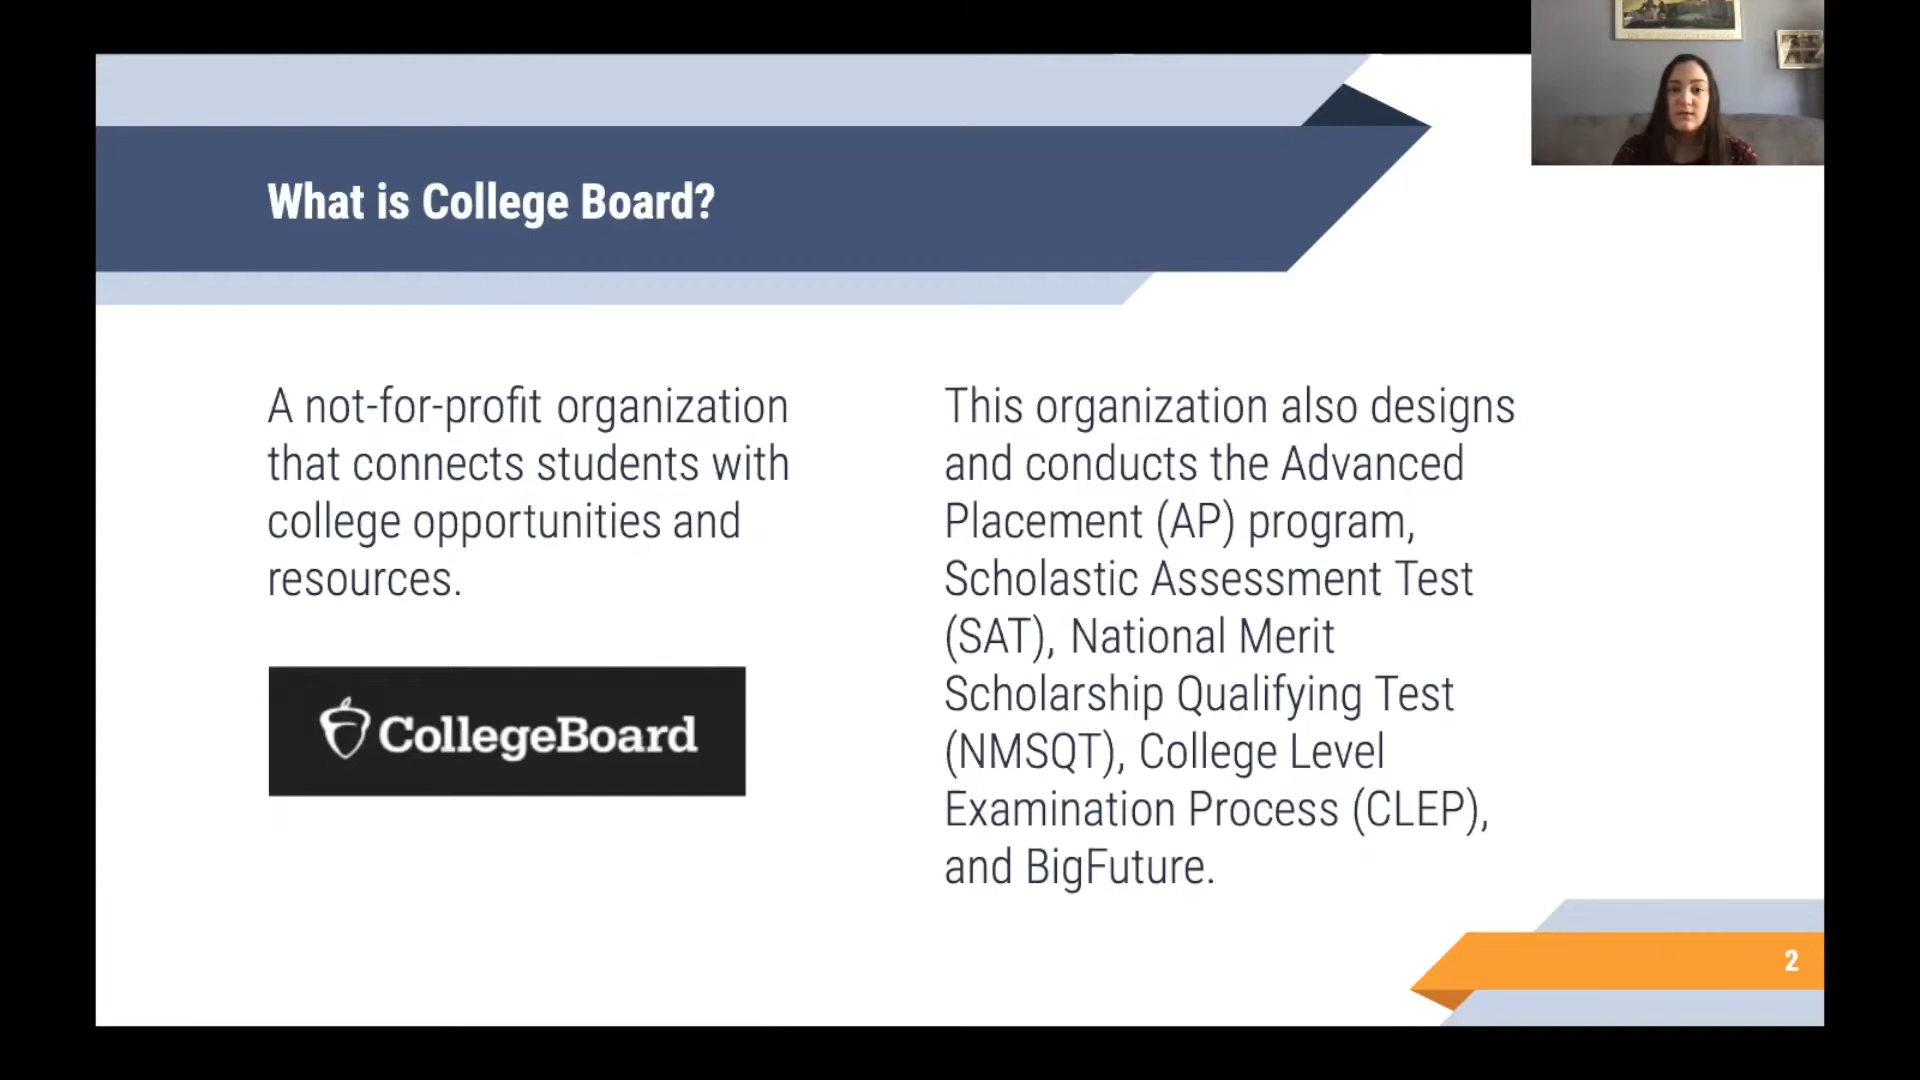 What is College Board?
A not-for-profit organization
that connects students with
college opportunities and
resources.
CollegeBoard
This organization also designs
and conducts the Advanced
Placement (AP) program,
Scholastic Assessment Test
(SAT), National Merit
Scholarship Qualifying Test
(NMSQT), College Level
Examination Process (CLEP),
and BigFuture.
2